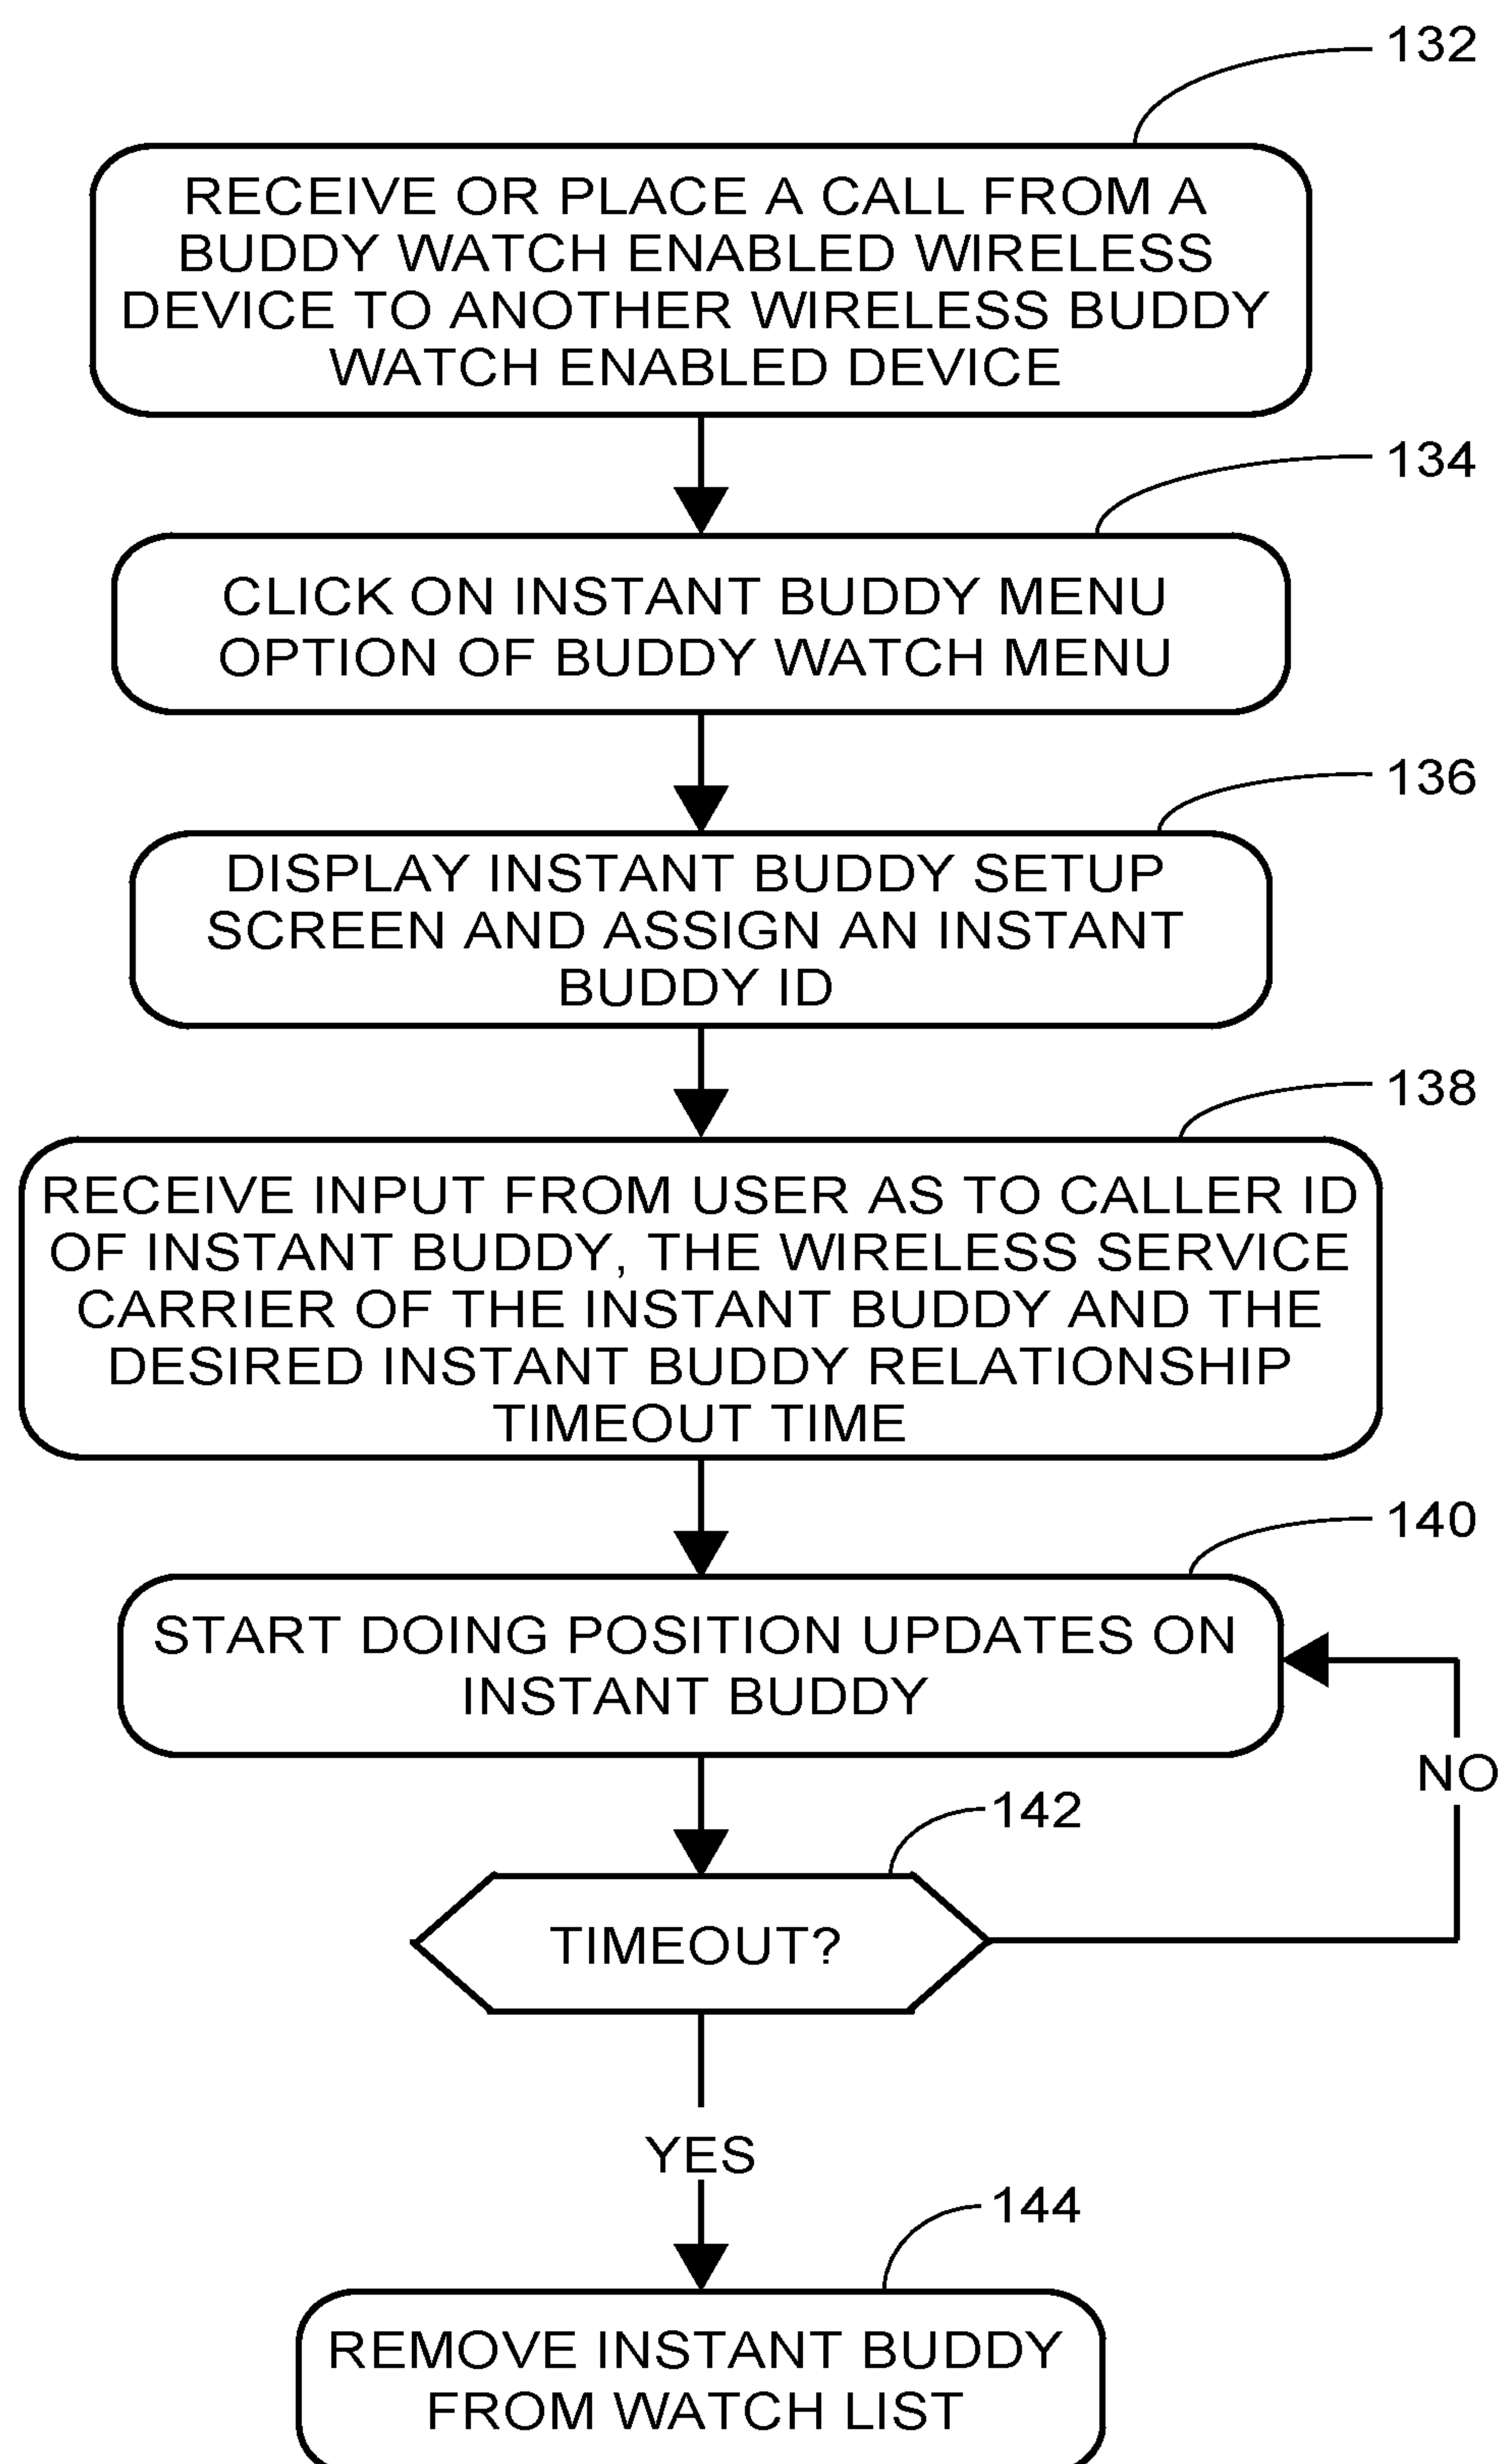 132
RECEIVE OR PLACE A CALL FROM A
BUDDY WATCH ENABLED WIRELESS
DEVICE TO ANOTHER WIRELESS BUDDY
WATCH ENABLED DEVICE
134
CLICK ON INSTANT BUDDY MENU
OPTION OF BUDDY WATCH MENU
136
DISPLAY INSTANT BUDDY SETUP
SCREEN AND ASSIGN AN INSTANT
BUDDY ID
138
RECEIVE INPUT FROM USER AS TO CALLER ID
OF INSTANT BUDDY, THE WIRELESS SERVICE
CARRIER OF THE INSTANT BUDDY AND THE
DESIRED INSTANT BUDDY RELATIONSHIP
TIMEOUT TIME
140
START DOING POSITION UPDATES ON
INSTANT BUDDY
NO
142
TIMEOUT?
YES
144
REMOVE INSTANT BUDDY
FROM WATCH LIST